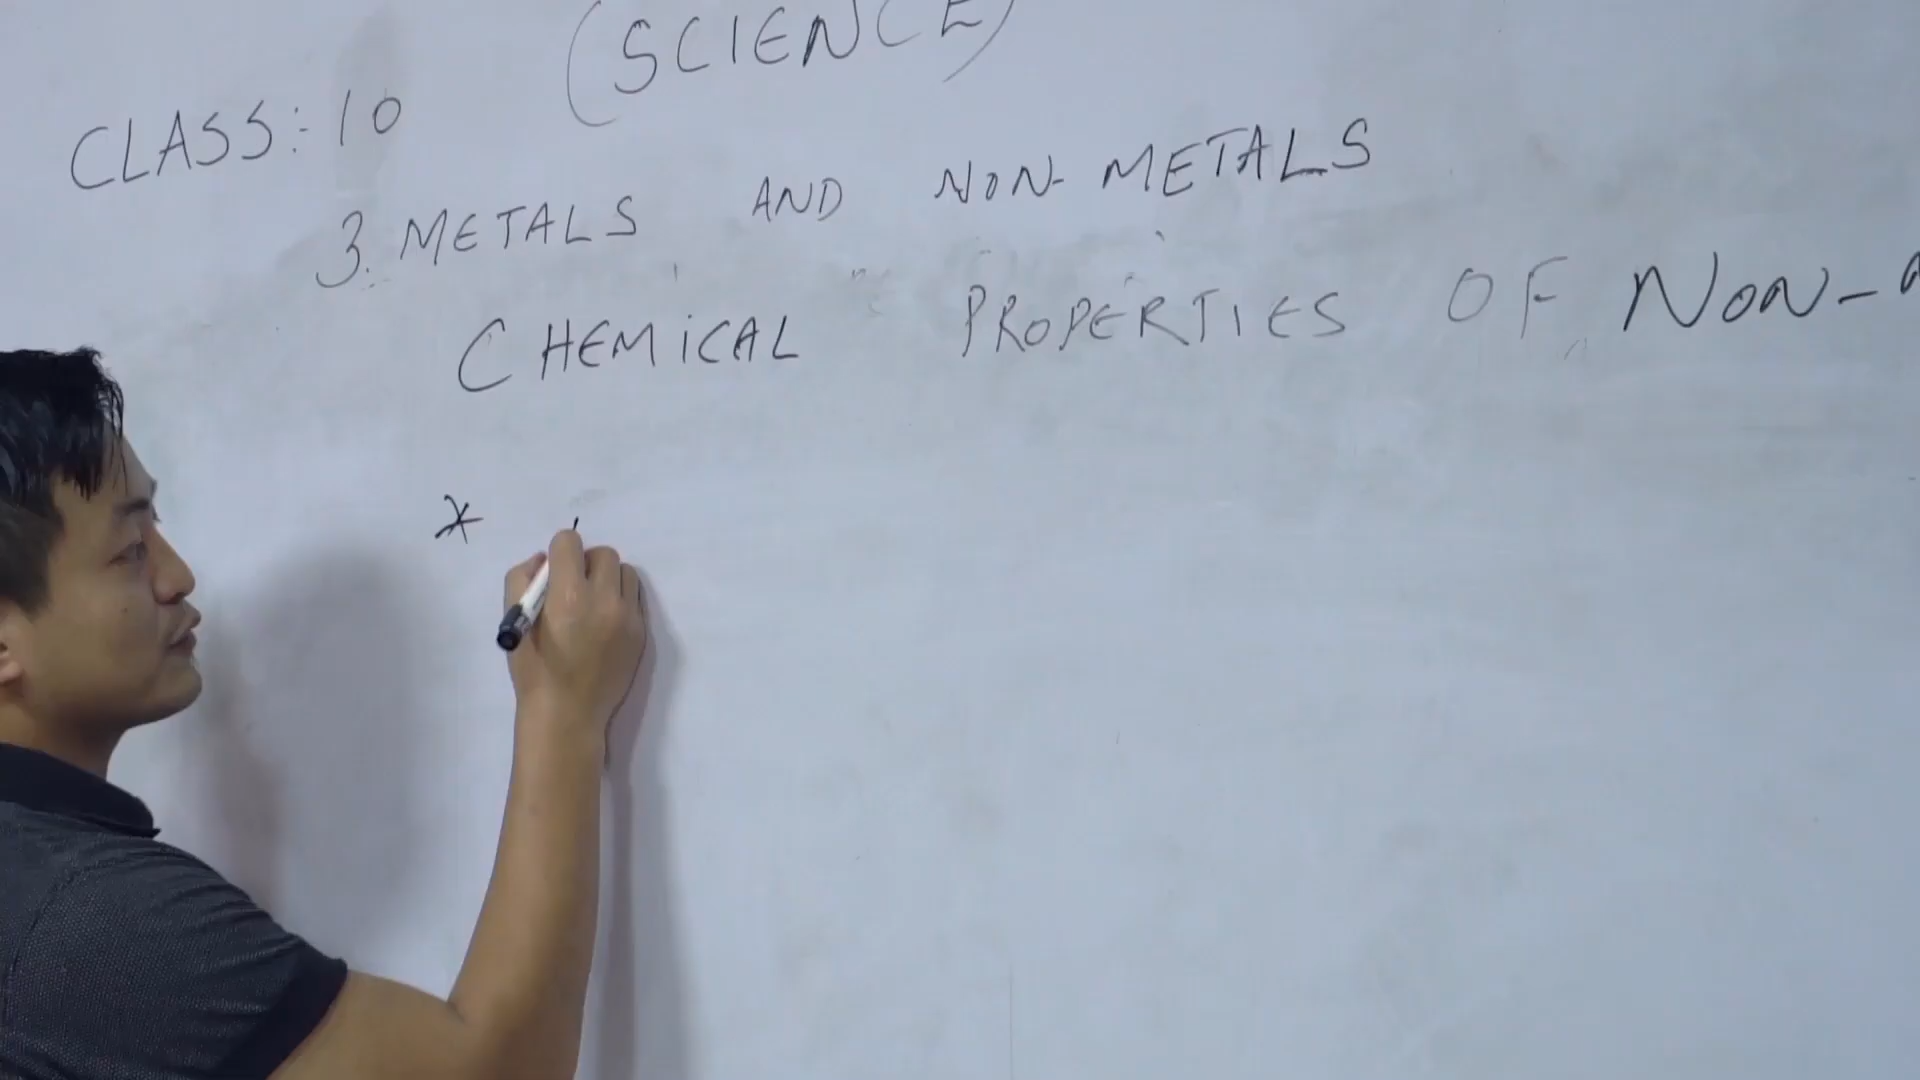 (SCIENCE)
CLASS:- 10
3. METALS AND NON-METALS
CHEMICAL PROPERTIES OF NON-
*